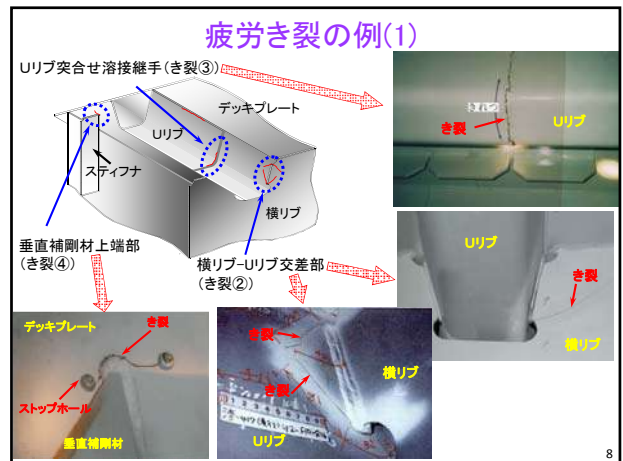 疲労き裂の例(1)
Uリブ突合せ溶接継手(き裂③)
デッキプレート
Uリブ
スティフナ
横リブ
垂直補剛材上端部
(き裂④)
横リブ-Uリブ交差部
(き裂②)
き裂
Uリブ
Uリブ
き裂
横リブ
デッキプレート
き裂
ストップホール
垂直補剛材
き裂
き裂
横リブ
Uリブ
8